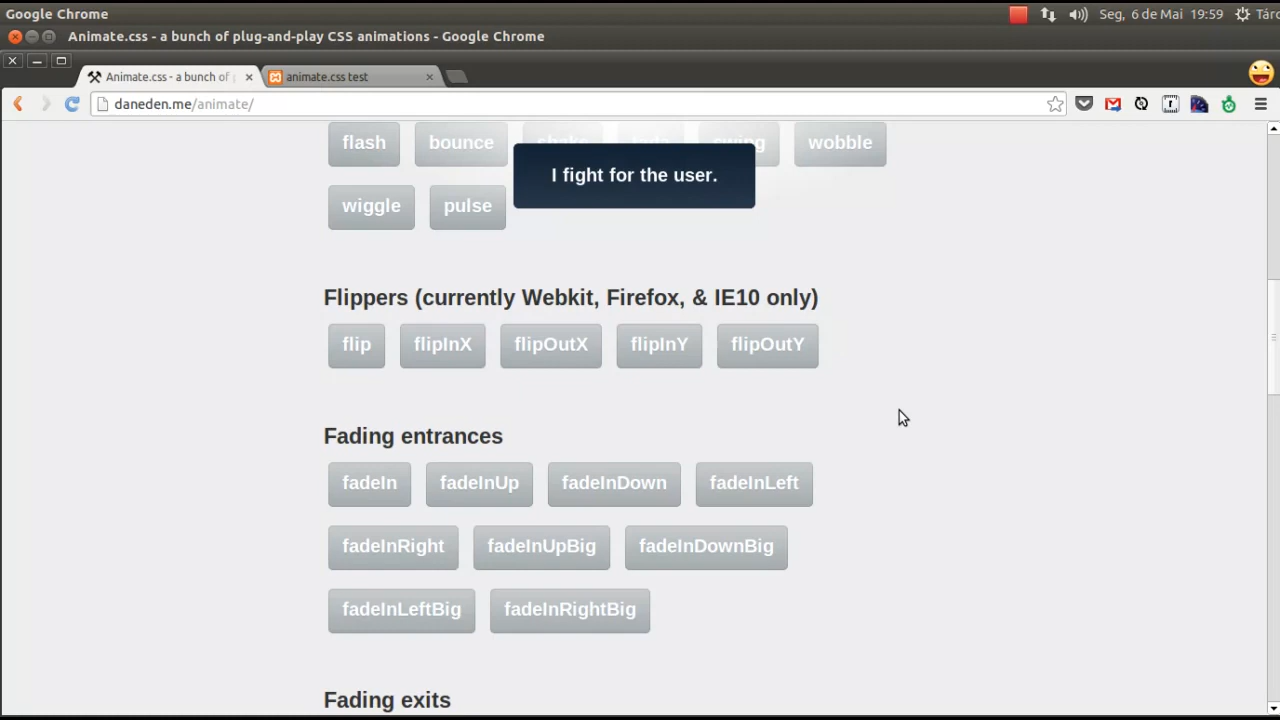 Google Chrome
Seg, 6 de Mai 19:59
Animate.css - a bunch of plug-and-play CSS animations - Google Chrome
Animate.css - a bunch of
animate.css test
daneden.me/animate/
flash bounce shake swing wobble
I fight for the user.
wiggle pulse
Flippers (currently Webkit, Firefox, & IE10 only)
flip flipInX flipOutX flipInY flipOutY
Fading entrances
fadeIn fadeInUp fadeInDown fadeInLeft
fadeInRight fadeInUpBig fadeInDownBig
fadeInLeftBig fadeInRightBig
Fading exits